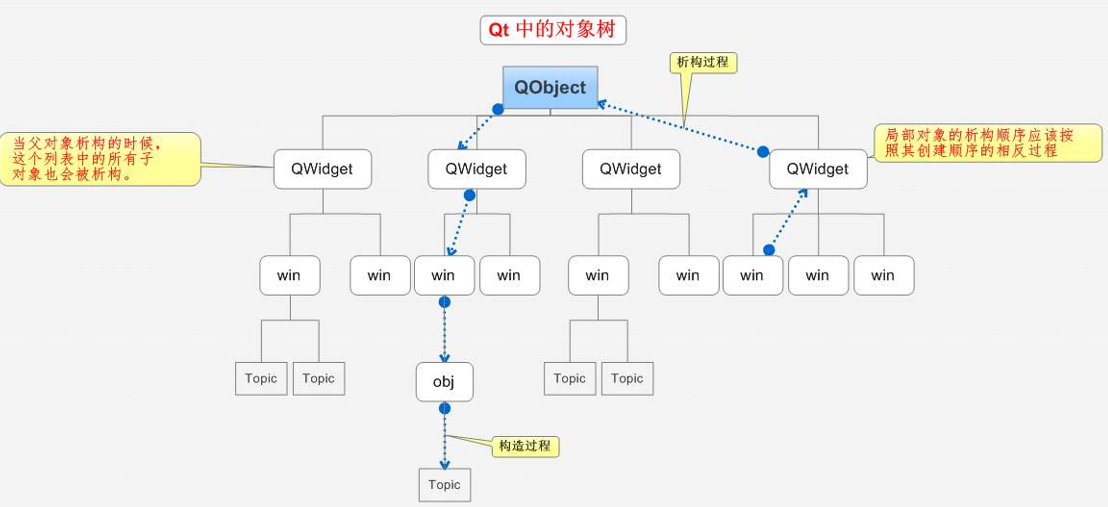 Qt 中的对象树
析构过程
QObject
当父对象析构的时候，
这个列表中的所有子
对象也会被析构。
局部对象的析构顺序应该按
照其创建顺序的相反过程
QWidget
QWidget
QWidget
QWidget
win
win
win
win
win
win
win
win
win
Topic
Topic
obj
Topic
Topic
构造过程
Topic